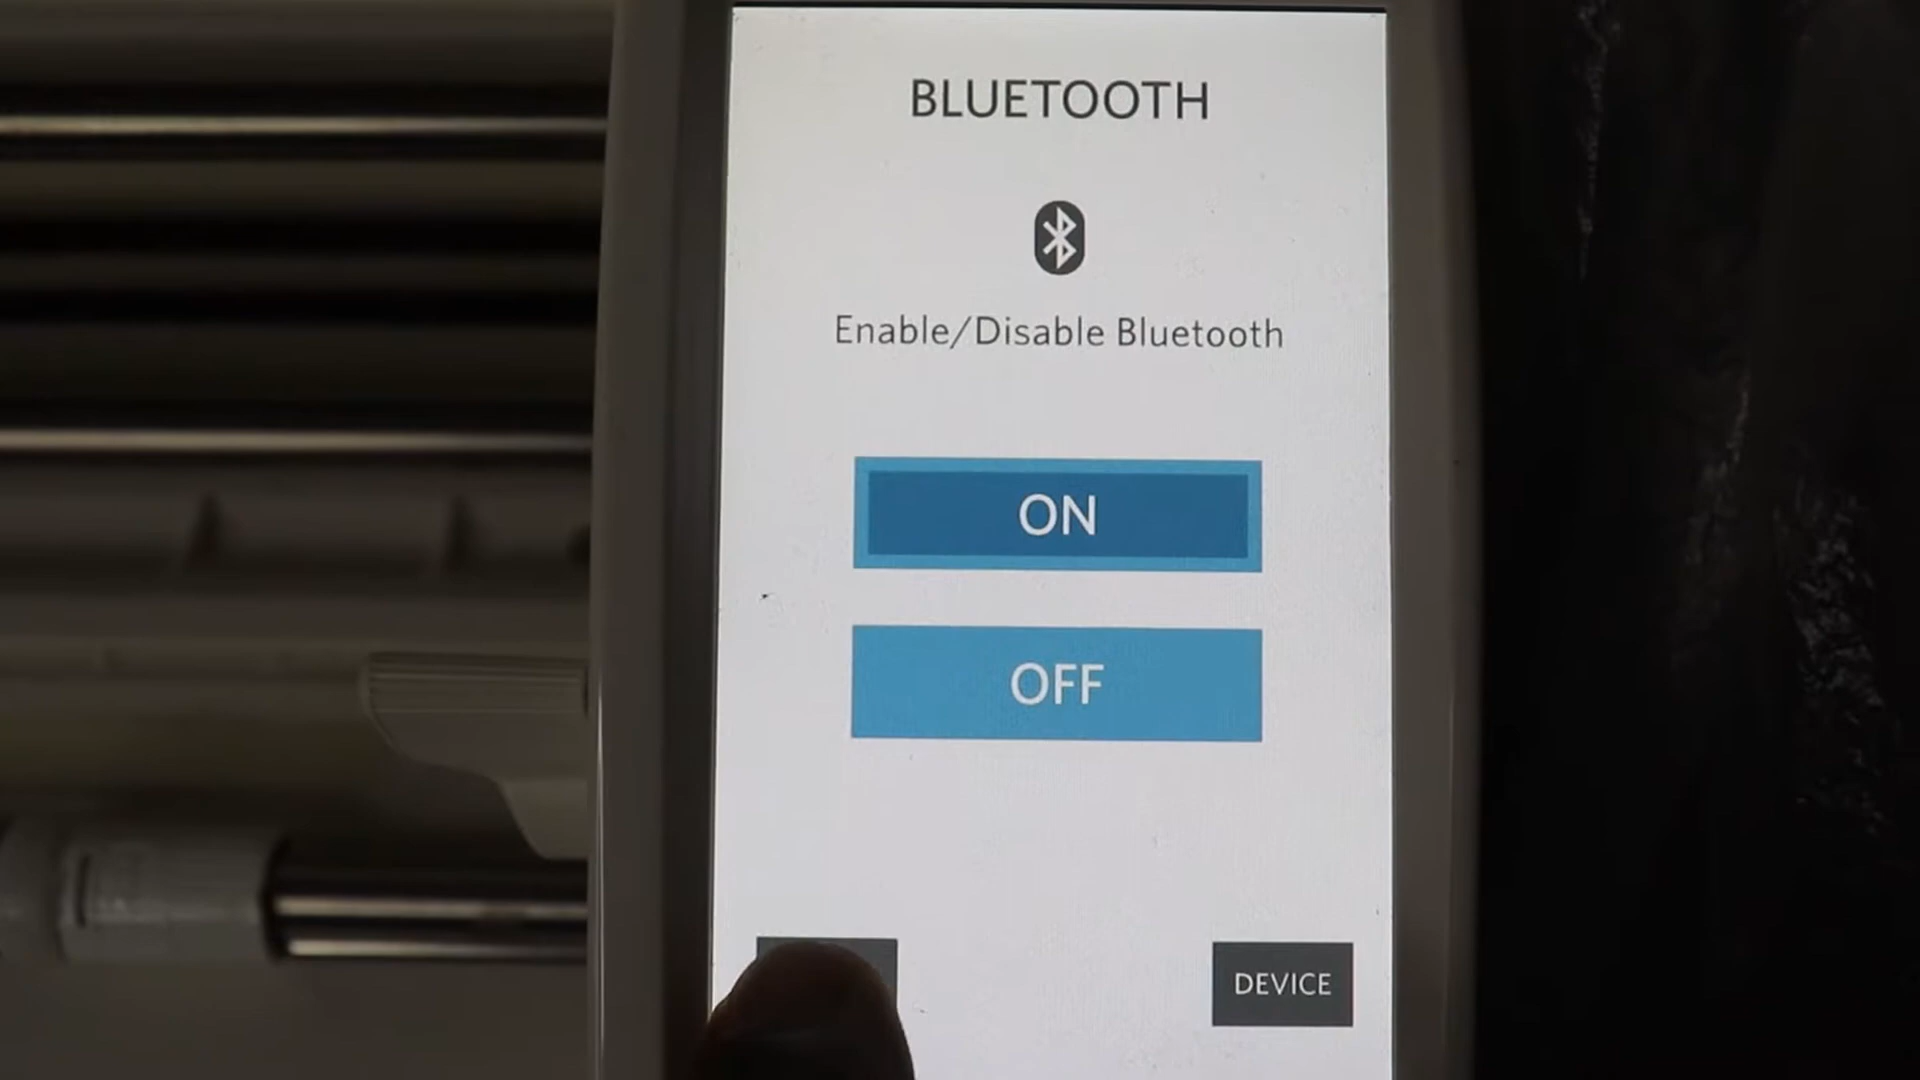 BLUETOOTH
Enable/Disable Bluetooth
ON
OFF
DEVICE